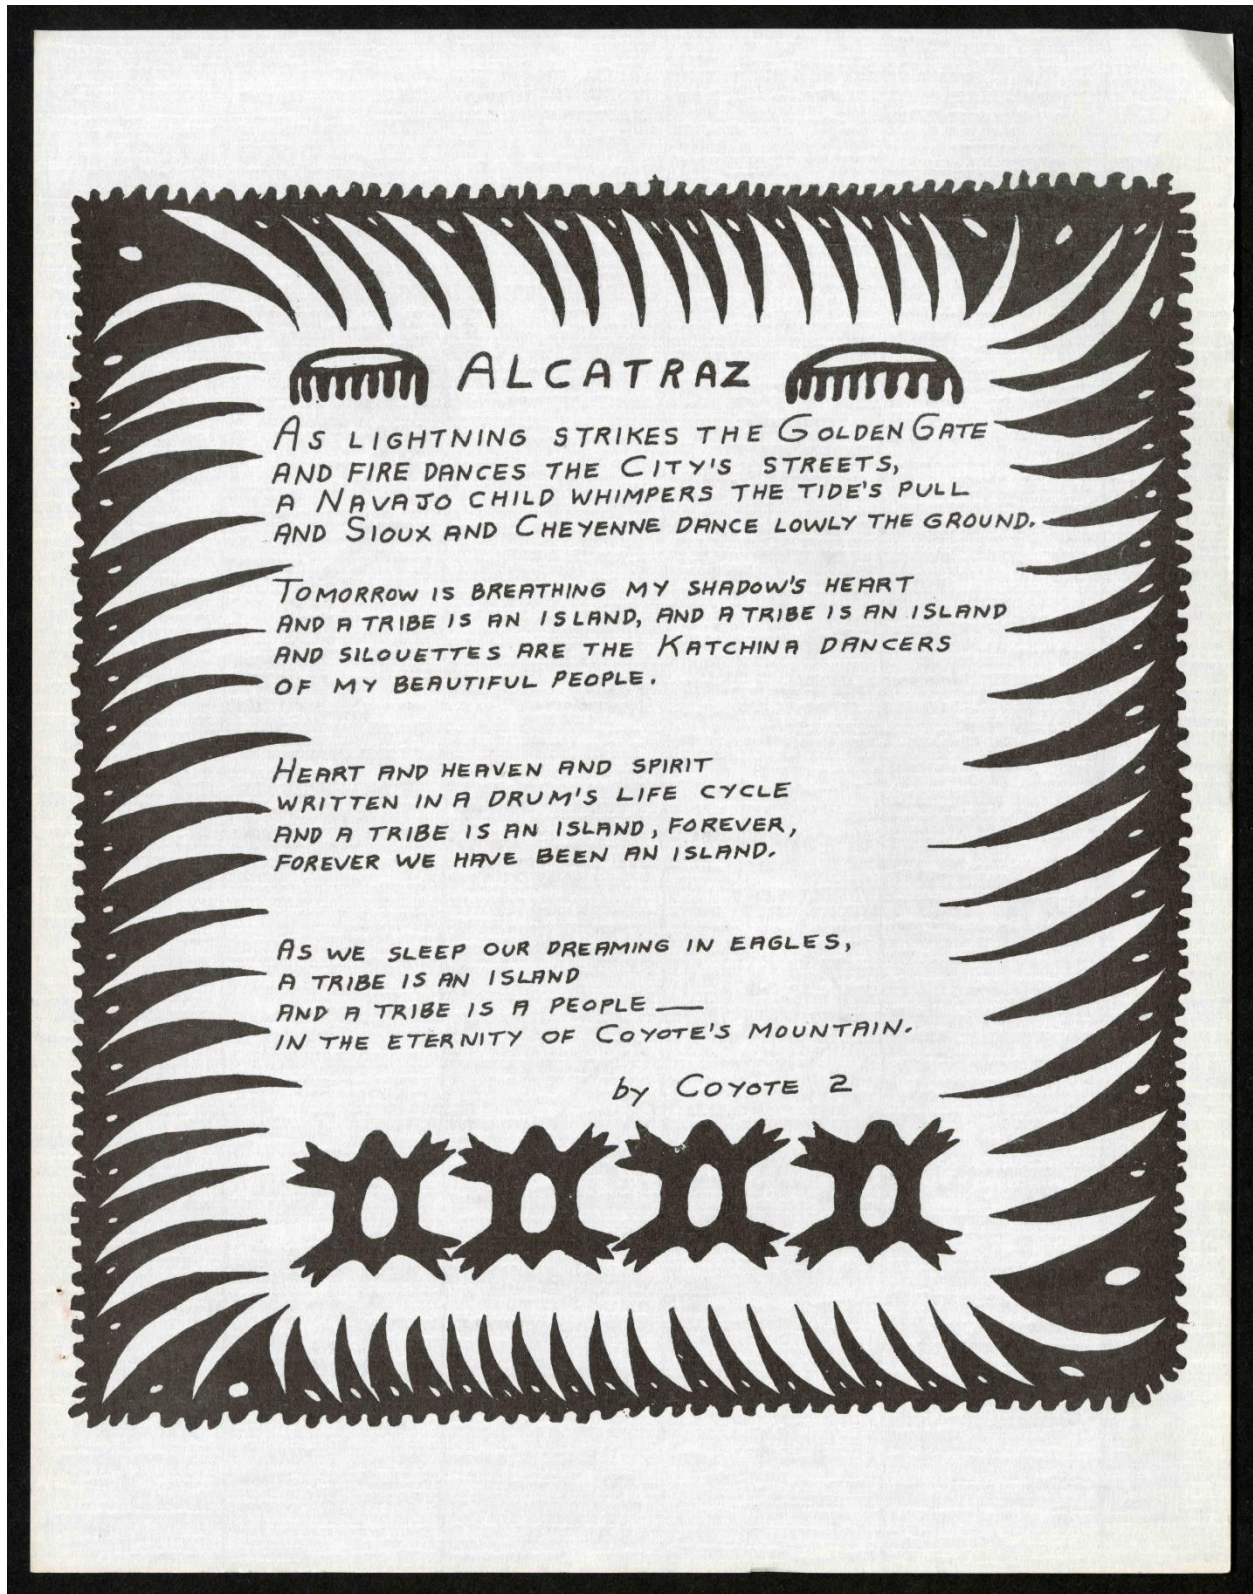 ALCATRAZ
AS LIGHTNING STRIKES THE GOLDEN GATE
AND FIRE DANCES THE CITY'S STREETS,
A NAVAJO CHILD WHIMPERS THE TIDE'S PULL
AND SIOUX AND CHEYENNE DANCE LOWLY THE GROUND.
TOMORROW IS BREATHING MY SHADOW'S HEART
AND A TRIBE IS AN ISLAND, AND A TRIBE IS AN ISLAND
AND SILOUETTES ARE THE KATCHINA DANCERS
OF MY BEAUTIFUL PEOPLE.
HEART AND HEAVEN AND SPIRIT
WRITTEN IN A DRUM'S LIFE CYCLE
AND A TRIBE IS AN ISLAND, FOREVER,
FOREVER WE HAVE BEEN AN ISLAND.
AS WE SLEEP OUR DREAMING IN EAGLES,
A TRIBE IS AN ISLAND
AND A TRIBE IS A PEOPLE —
IN THE ETERNITY OF COYOTE'S MOUNTAIN.
by COYOTE 2